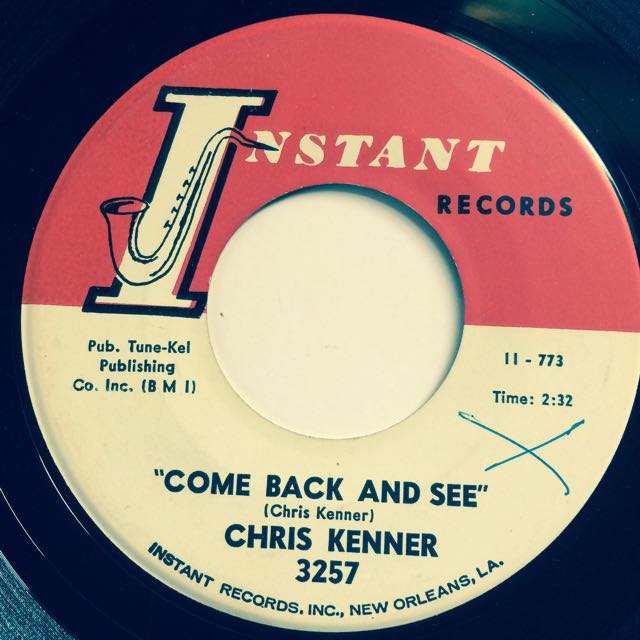 INSTANT
RECORDS
Pub. Tune-Kel
Publishing
Co. Inc. (B M I)
11 - 773
Time: 2:32
"COME BACK AND SEE"
(Chris Kenner)
CHRIS KENNER
3257
INSTANT RECORDS, INC., NEW ORLEANS, LA.